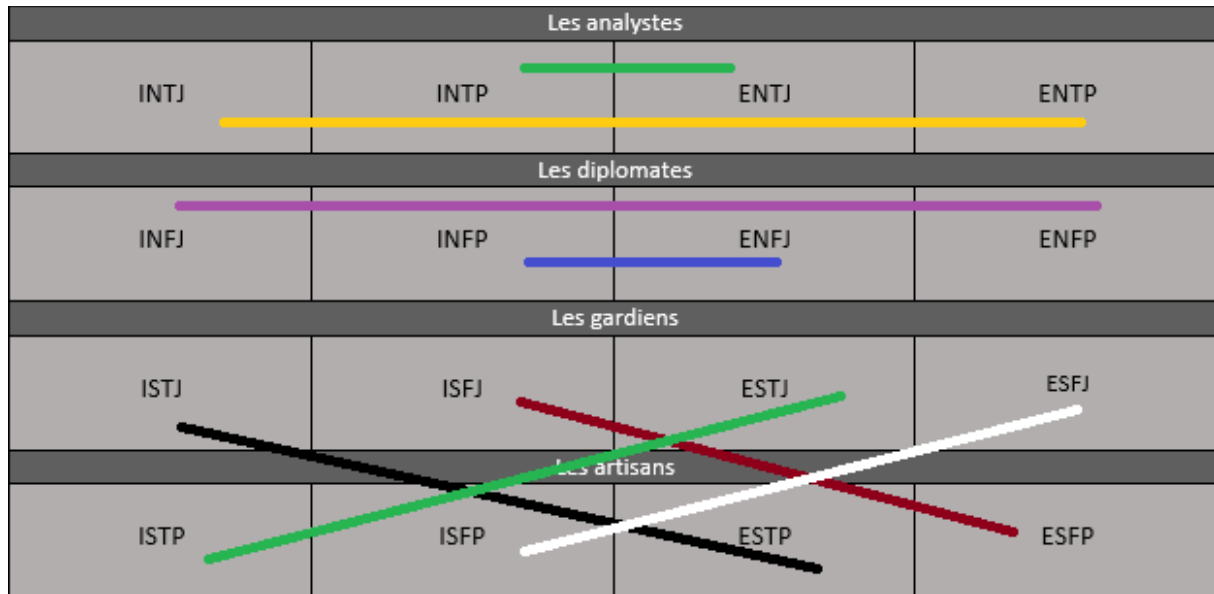 Les analystes
INTJ INTP ENTJ ENTP
Les diplomates
INFJ INFP ENFJ ENFP
Les gardiens
ISTJ ISFJ ESTJ ESFJ
Les artisans
ISTP ISFP ESTP ESFP